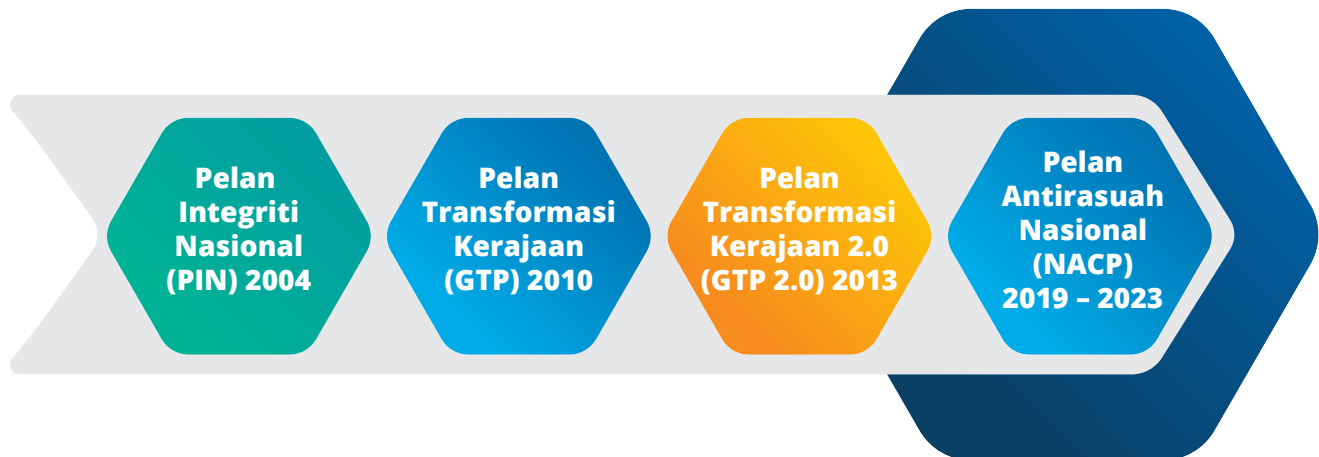 Pelan
Integriti
Nasional
(PIN) 2004
Pelan
Transformasi
Kerajaan
(GTP) 2010
Pelan
Transformasi
Kerajaan 2.0
(GTP 2.0) 2013
Pelan
Antirasuah
Nasional
(NACP)
2019 – 2023